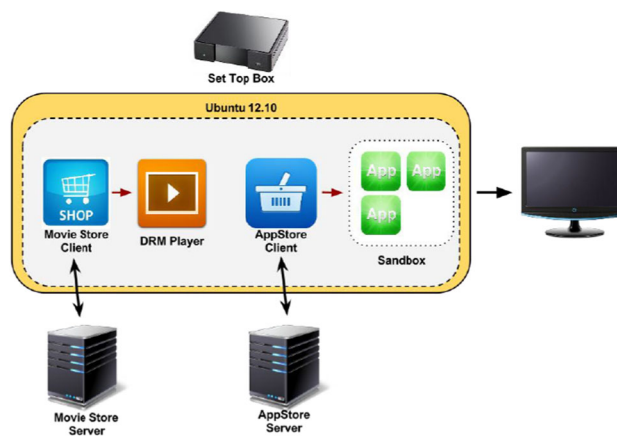 Set Top Box
Ubuntu 12.10
SHOP
App
App
App
Movie Store
Client
DRM Player
AppStore
Client
Sandbox
Movie Store
Server
AppStore
Server